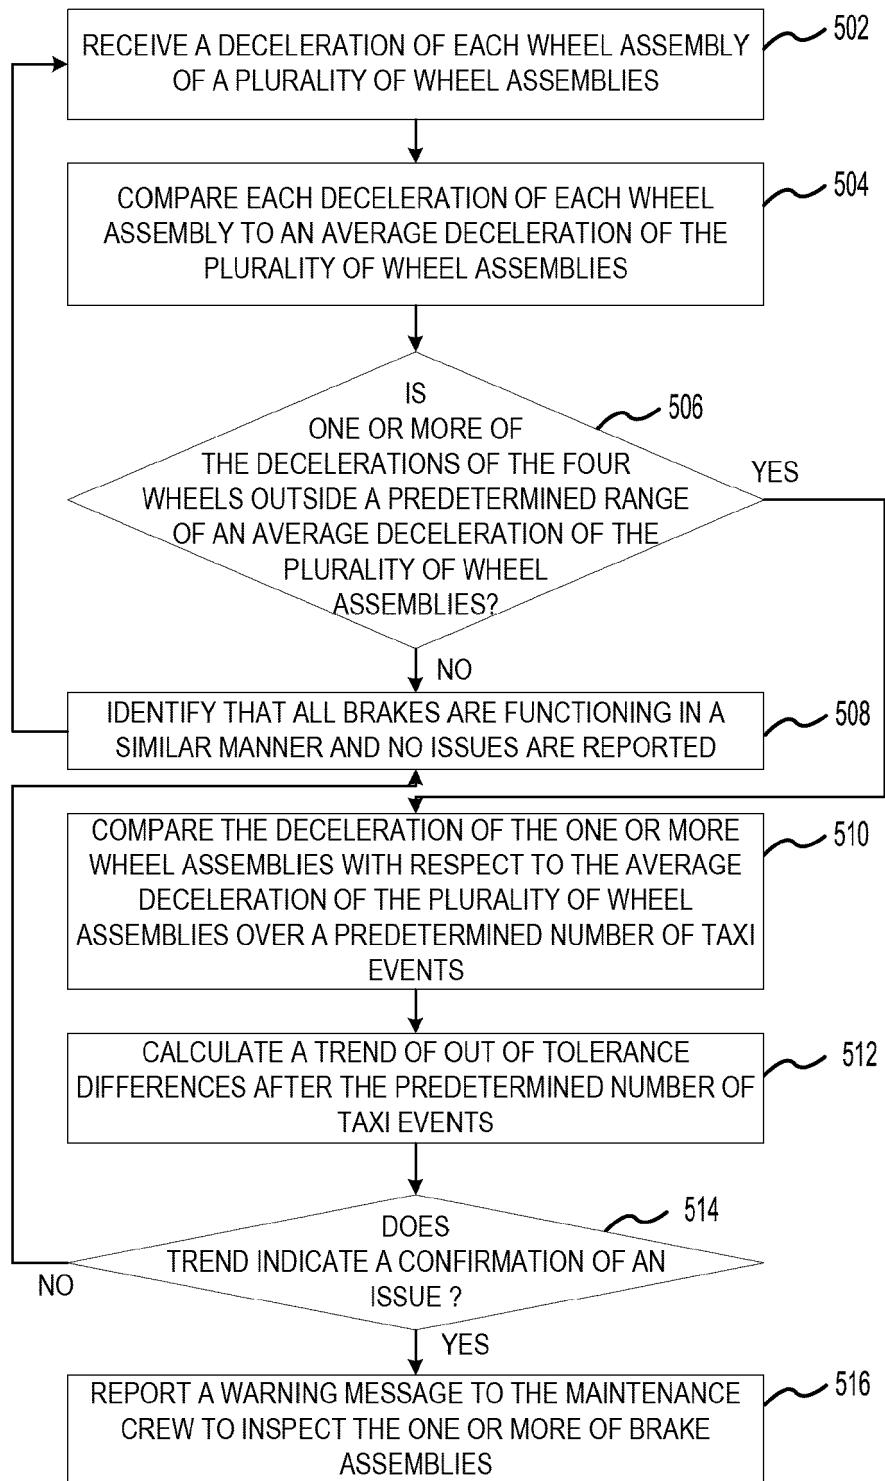 RECEIVE A DECELERATION OF EACH WHEEL ASSEMBLY
OF A PLURALITY OF WHEEL ASSEMBLIES
502
COMPARE EACH DECELERATION OF EACH WHEEL
ASSEMBLY TO AN AVERAGE DECELERATION OF THE
PLURALITY OF WHEEL ASSEMBLIES
504
IS
ONE OR MORE OF
THE DECELERATIONS OF THE FOUR
WHEELS OUTSIDE A PREDETERMINED RANGE
OF AN AVERAGE DECELERATION OF THE
PLURALITY OF WHEEL
ASSEMBLIES?
506
YES
NO
IDENTIFY THAT ALL BRAKES ARE FUNCTIONING IN A
SIMILAR MANNER AND NO ISSUES ARE REPORTED
508
COMPARE THE DECELERATION OF THE ONE OR MORE
WHEEL ASSEMBLIES WITH RESPECT TO THE AVERAGE
DECELERATION OF THE PLURALITY OF WHEEL
ASSEMBLIES OVER A PREDETERMINED NUMBER OF TAXI
EVENTS
510
CALCULATE A TREND OF OUT OF TOLERANCE
DIFFERENCES AFTER THE PREDETERMINED NUMBER OF
TAXI EVENTS
512
DOES
TREND INDICATE A CONFIRMATION OF AN
ISSUE ?
514
NO
YES
REPORT A WARNING MESSAGE TO THE MAINTENANCE
CREW TO INSPECT THE ONE OR MORE OF BRAKE
ASSEMBLIES
516